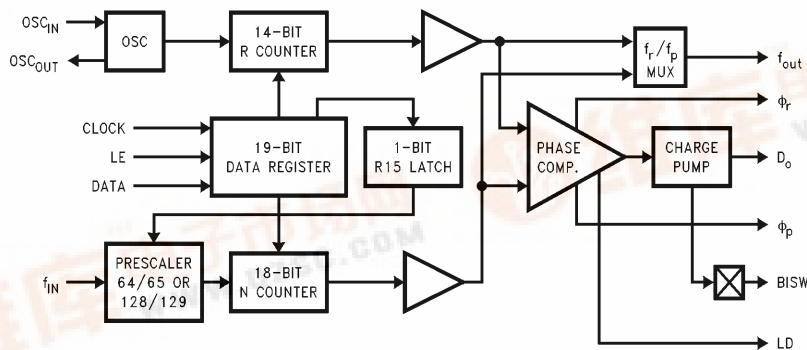 OSC_IN
OSC_OUT
OSC
14-BIT
R COUNTER
f_r/f_p
MUX
f_out
ϕ_r
CLOCK
LE
DATA
19-BIT
DATA REGISTER
1-BIT
R15 LATCH
PHASE
COMP.
CHARGE
PUMP
D_o
ϕ_p
f_IN
PRESCALER
64/65 OR
128/129
18-BIT
N COUNTER
BISW
LD